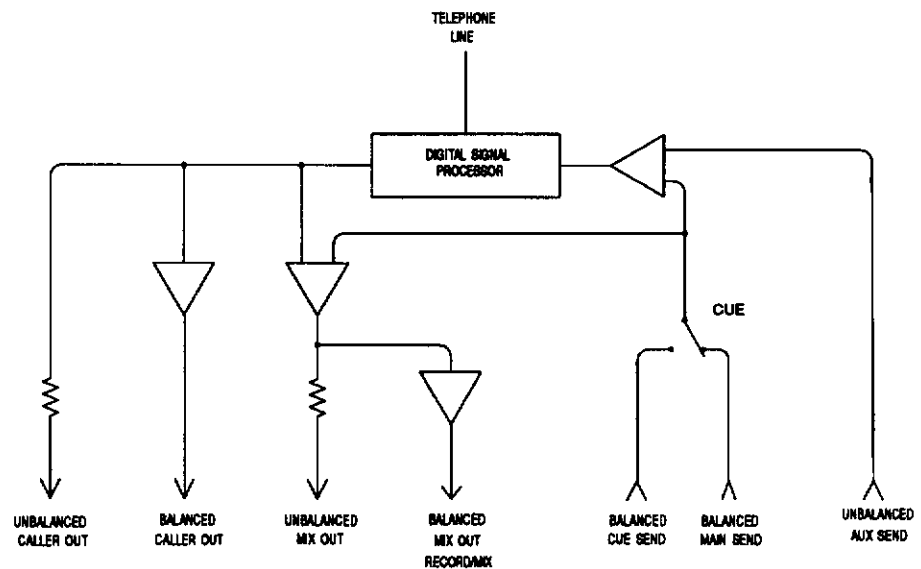 TELEPHONE
LINE
DIGITAL SIGNAL
PROCESSOR
CUE
UNBALANCED
CALLER OUT
BALANCED
CALLER OUT
UNBALANCED
MIX OUT
BALANCED
MIX OUT
RECORD/MIX
BALANCED
CUE SEND
BALANCED
MAIN SEND
UNBALANCED
AUX SEND